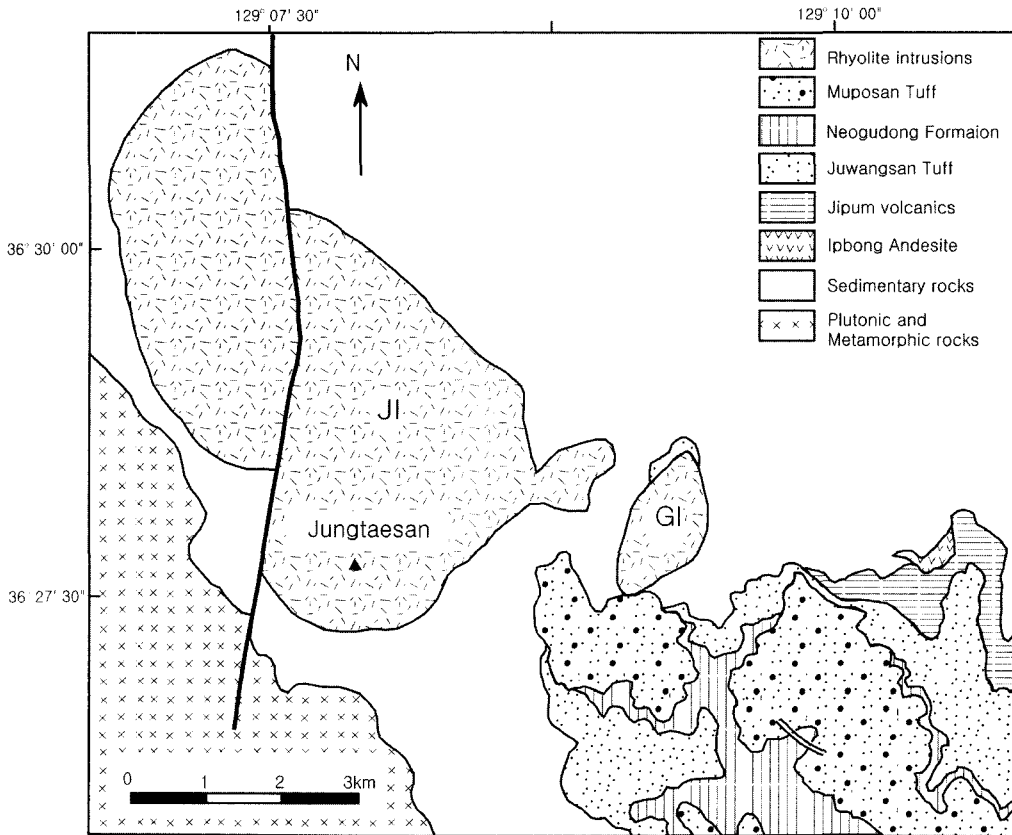 129° 07' 30"
129° 10' 00"
N
Rhyolite intrusions
Muposan Tuff
Neogudong Formaion
Juwangsan Tuff
Jipum volcanics
Ipbong Andesite
Sedimentary rocks
Plutonic and
Metamorphic rocks
36° 30' 00"
JI
GI
Jungtaesan
36° 27' 30"
0 1 2 3km